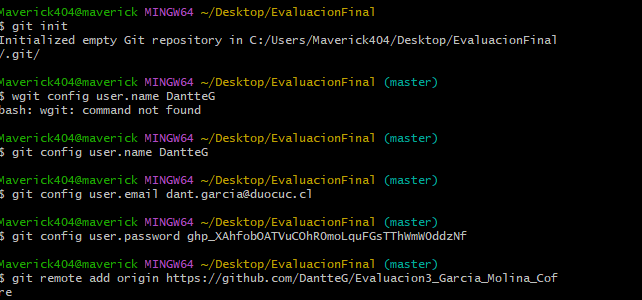 Maverick404@maverick MINGW64 ~/Desktop/EvaluacionFinal
$ git init
Initialized empty Git repository in C:/Users/Maverick404/Desktop/EvaluacionFinal
/.git/
Maverick404@maverick MINGW64 ~/Desktop/EvaluacionFinal (master)
$ wgit config user.name DantteG
bash: wgit: command not found
Maverick404@maverick MINGW64 ~/Desktop/EvaluacionFinal (master)
$ git config user.name DantteG
Maverick404@maverick MINGW64 ~/Desktop/EvaluacionFinal (master)
$ git config user.email dant.garcia@duocuc.cl
Maverick404@maverick MINGW64 ~/Desktop/EvaluacionFinal (master)
$ git config user.password ghp_XAhfobOATVuCOhROmoLquFGsTThWmWOddzNf
Maverick404@maverick MINGW64 ~/Desktop/EvaluacionFinal (master)
$ git remote add origin https://github.com/DantteG/Evaluacion3_Garcia_Molina_Cof
re